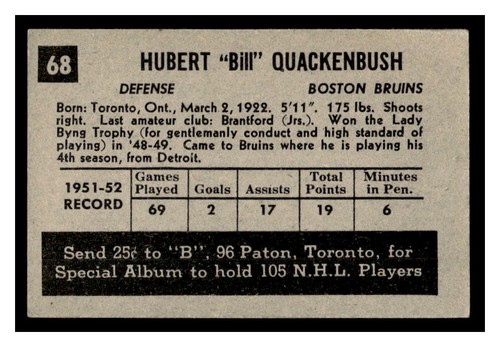 68 HUBERT "Bill" QUACKENBUSH
DEFENSE BOSTON BRUINS
Born: Toronto, Ont., March 2, 1922. 5'11". 175 lbs. Shoots
right. Last amateur club: Brantford (Jrs.). Won the Lady
Byng Trophy (for gentlemanly conduct and high standard of
playing) in '48-49. Came to Bruins where he is playing his
4th season, from Detroit.
1951-52 RECORD
Games Played Goals Assists Total Points Minutes in Pen.
69 2 17 19 6
Send 25¢ to "B", 96 Paton, Toronto, for
Special Album to hold 105 N.H.L. Players